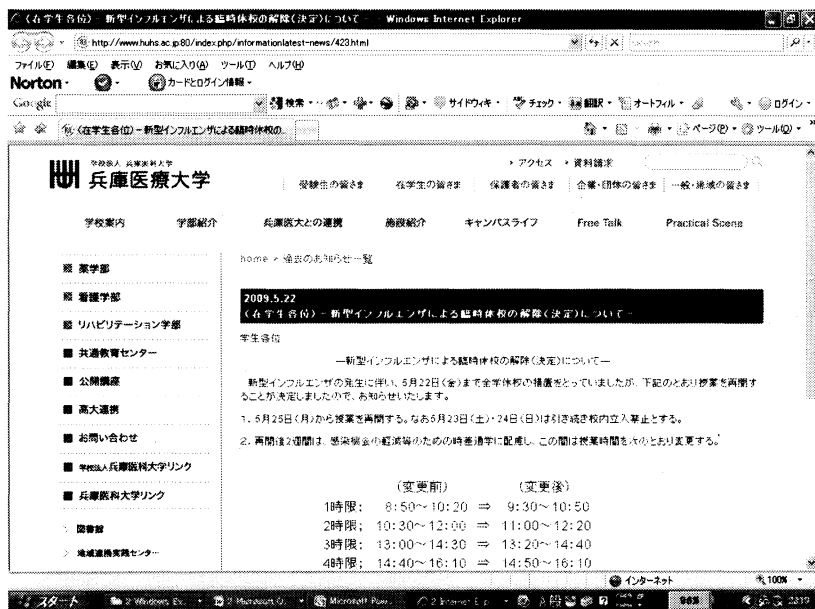 (在学生各位) - 新型インフルエンザによる臨時休校の解除(決定)について - - Windows Internet Explorer
http://www.huhs.ac.jp:80/index.php/informationlatest-news/423.html
ファイル(F) 編集(E) 表示(V) お気に入り(A) ツール(T) ヘルプ(H)
Norton カードとログイン情報
Google 検索 サイドウィキ チェック 翻訳 オートフィル ログイン
(在学生各位) - 新型インフルエンザによる臨時休校の... ページ(P) ツール(O)
学校法人 兵庫医科大学
兵庫医療大学
アクセス 資料請求
受験生の皆さま 在学生の皆さま 保護者の皆さま 企業・団体の皆さま 一般・地域の皆さま
学校案内 学部紹介 兵庫医大との連携 施設紹介 キャンパスライフ Free Talk Practical Scene
home > 過去のお知らせ一覧
薬学部
看護学部
リハビリテーション学部
共通教育センター
公開講座
高大連携
お問い合わせ
学校法人兵庫医科大学リンク
兵庫医科大学リンク
図書館
地域連携実践センター
2009.5.22
(在学生各位) - 新型インフルエンザによる臨時休校の解除(決定)について -
学生各位
―新型インフルエンザによる臨時休校の解除(決定)について―
新型インフルエンザの発生に伴い、5月22日(金)まで全学休校の措置をとっていましたが、下記のとおり授業を再開す
ることが決定しましたので、お知らせいたします。
1. 5月25日(月)から授業を再開する。なお5月23日(土)・24日(日)は引き続き校内立入禁止とする。
2. 再開後2週間は、感染機会の軽減等のための時差通学に配慮し、この間は授業時間を次のとおり変更する。
(変更前) (変更後)
1時限; 8:50~10:20 ⇒ 9:30~10:50
2時限; 10:30~12:00 ⇒ 11:00~12:20
3時限; 13:00~14:30 ⇒ 13:20~14:40
4時限; 14:40~16:10 ⇒ 14:50~16:10
インターネット 100%
スタート 2 Windows Ex. 2 Microsoft O. Microsoft Pow. 2 Internet Exp 98%